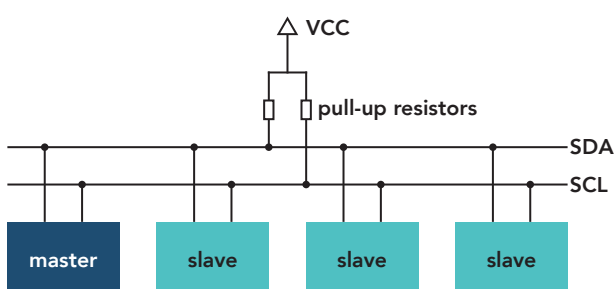 VCC
pull-up resistors
SDA
SCL
master
slave
slave
slave